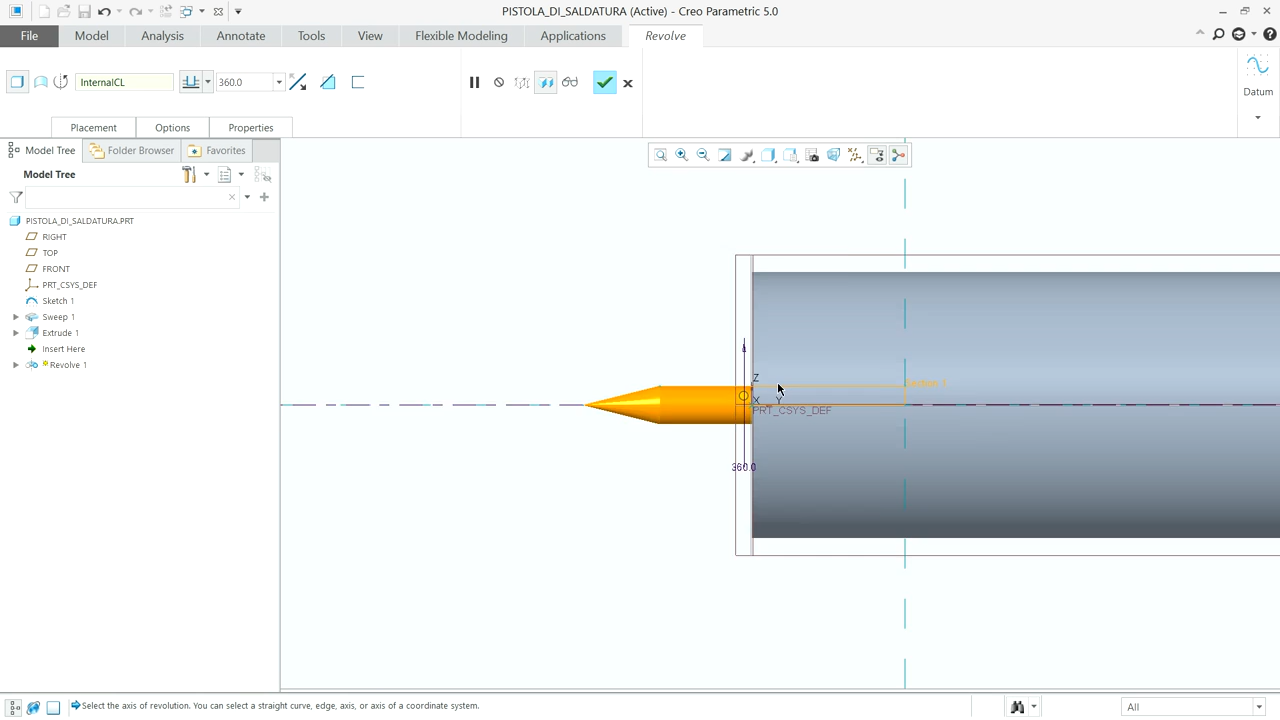 PISTOLA_DI_SALDATURA (Active) - Creo Parametric 5.0
File Model Analysis Annotate Tools View Flexible Modeling Applications Revolve
InternalCL 360.0
Datum
Placement Options Properties
Model Tree Folder Browser Favorites
Model Tree
PISTOLA_DI_SALDATURA.PRT
RIGHT
TOP
FRONT
PRT_CSYS_DEF
Sketch 1
Sweep 1
Extrude 1
Insert Here
Revolve 1
1
Z
X Y
PRT_CSYS_DEF
360.0
Select the axis of revolution. You can select a straight curve, edge, axis, or axis of a coordinate system.
All